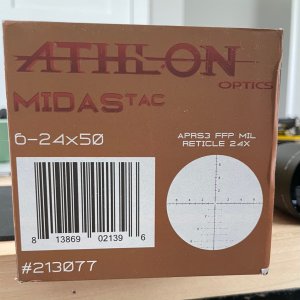 ATHLON
OPTICS
MIDAS TAC
6-24x50
APRS3 FFP MIL
RETICLE 24X
8 13869 02139 6
#213077